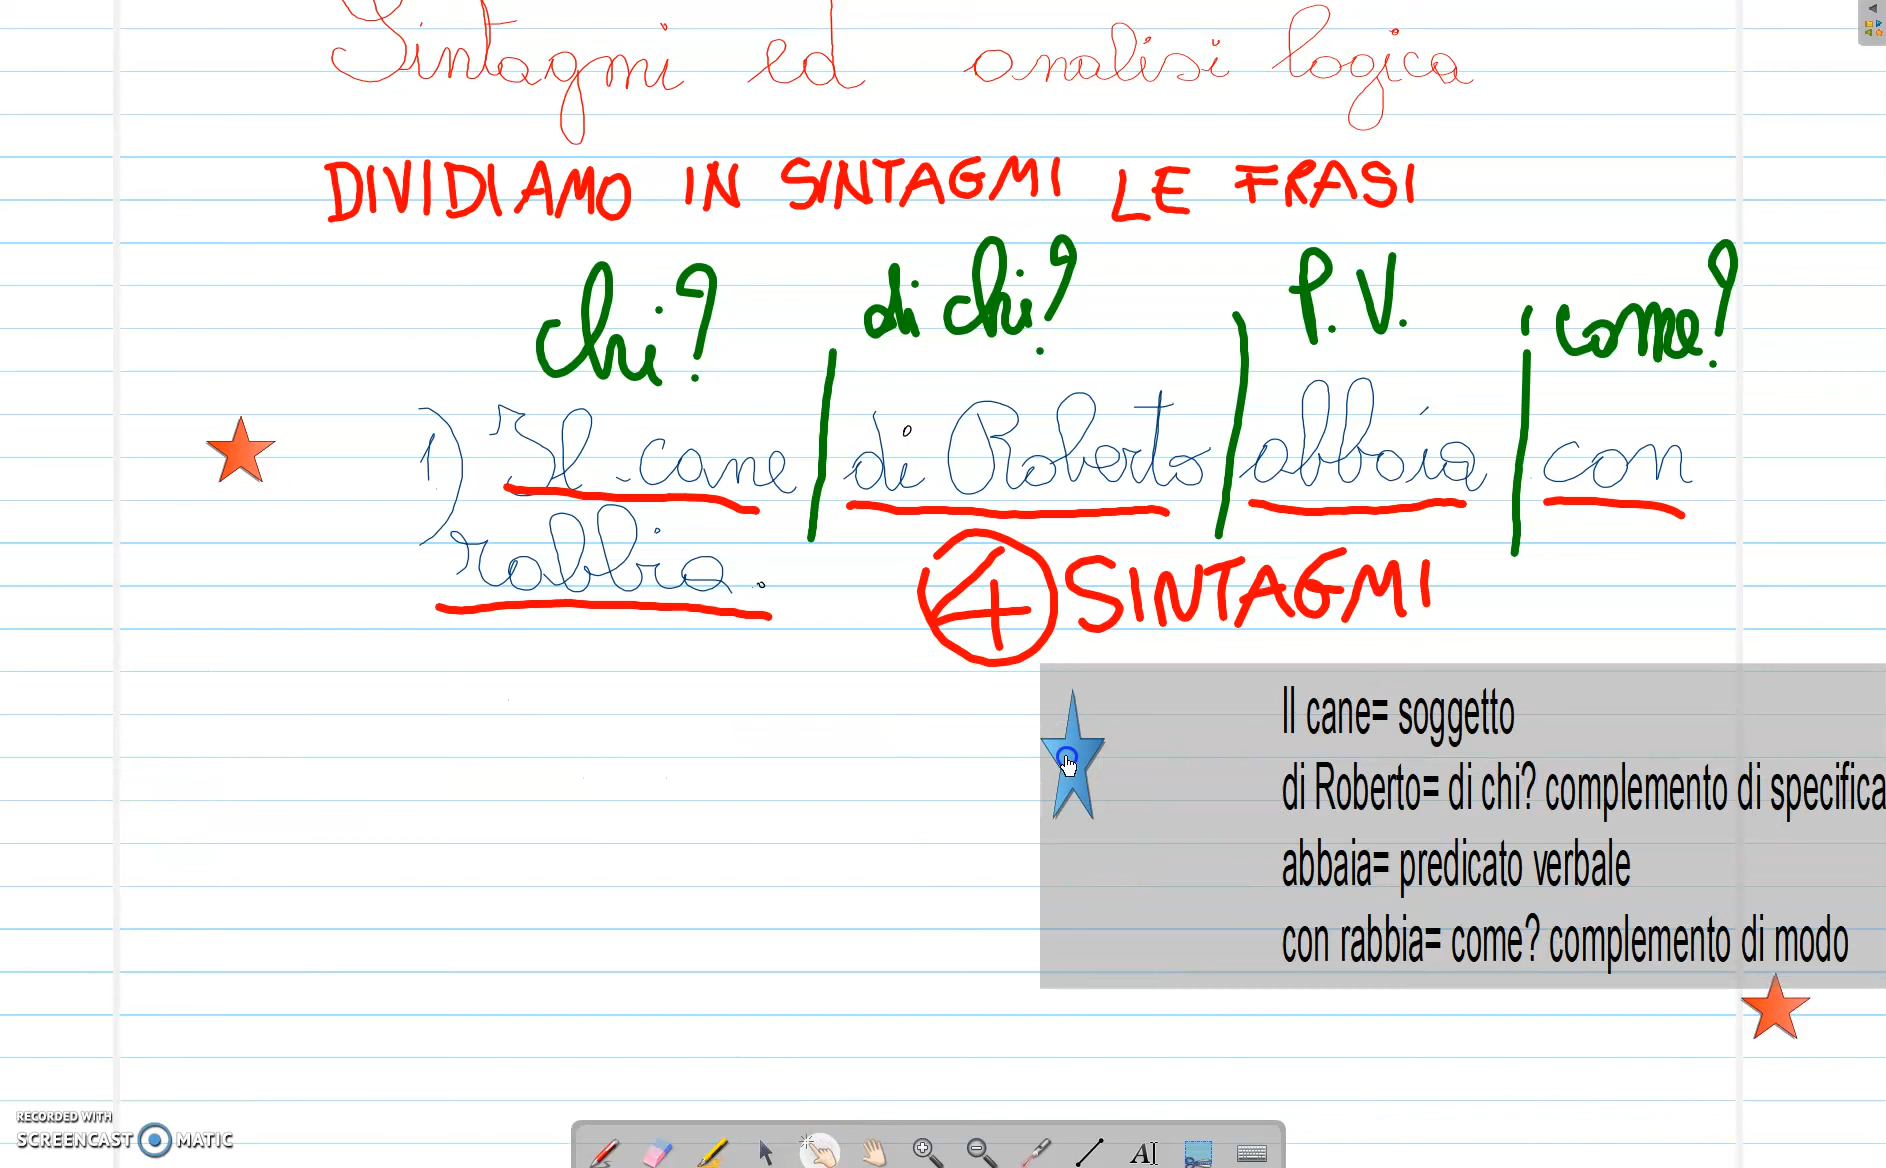 Sintagmi ed analisi logica
DIVIDIAMO IN SINTAGMI LE FRASI
chi? di chi? P.V. come?
1) Il cane di Roberto abbaia con
rabbia.
4 SINTAGMI
Il cane= soggetto
di Roberto= di chi? complemento di specifica
abbaia= predicato verbale
con rabbia= come? complemento di modo
RECORDED WITH
SCREENCAST MATIC
AI